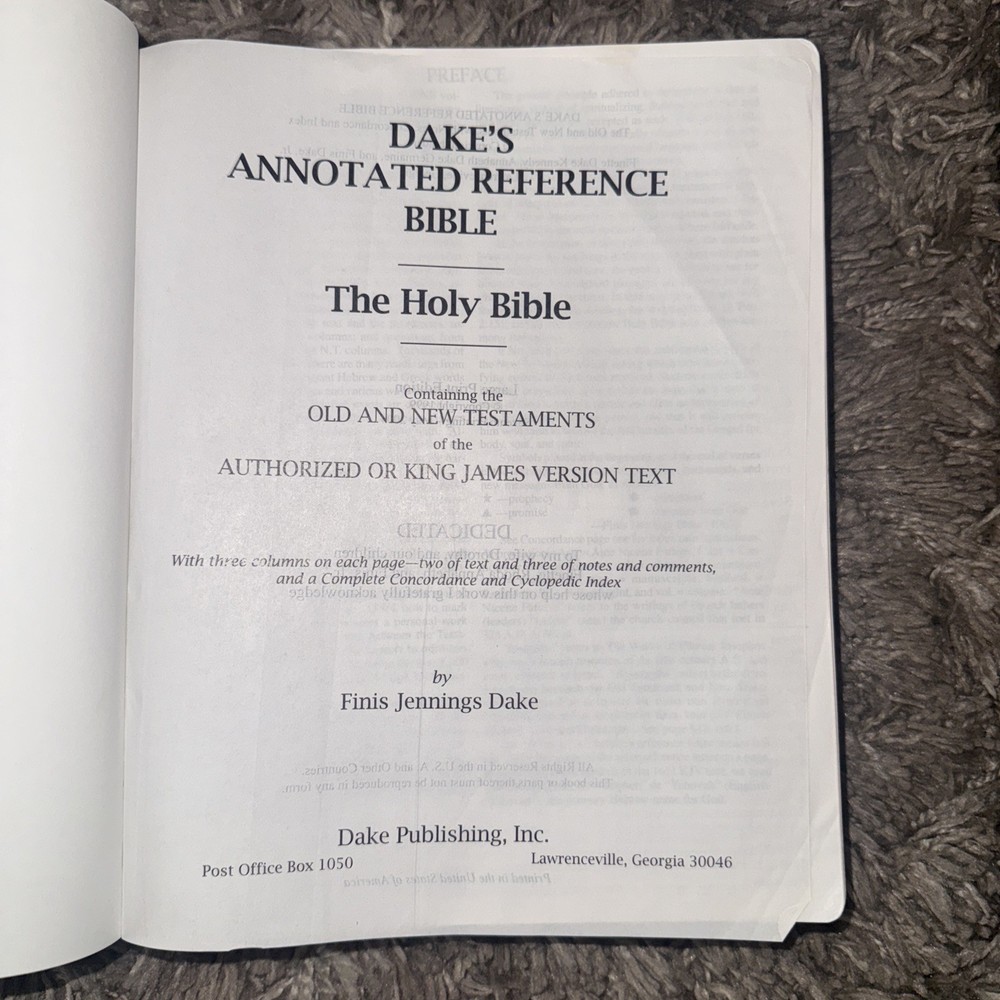 PREFACE
DAKE'S
ANNOTATED REFERENCE
BIBLE
The Holy Bible
Containing the
OLD AND NEW TESTAMENTS
of the
AUTHORIZED OR KING JAMES VERSION TEXT
With three columns on each page—two of text and three of notes and comments,
and a Complete Concordance and Cyclopedic Index
by
Finis Jennings Dake
Dake Publishing, Inc.
Post Office Box 1050 Lawrenceville, Georgia 30046